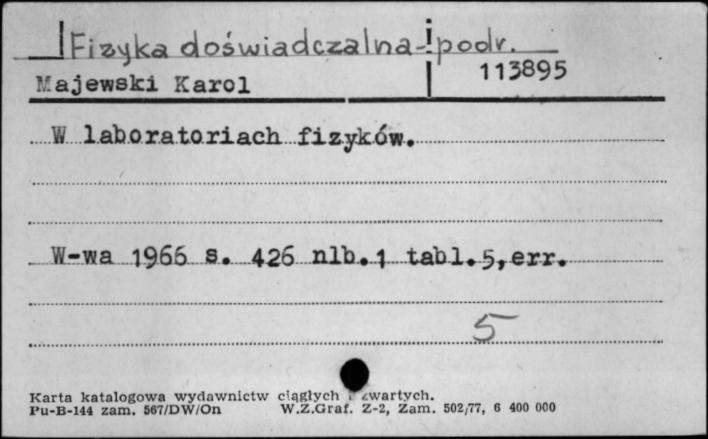 Fizyka doświadczalna - podr.
Majewski Karol 113895
W laboratoriach fizyków.
W-wa 1966 s. 426 nlb.1 tabl.5,err.
5
Karta katalogowa wydawnictw ciągłych i zwartych.
Pu-B-144 zam. 567/DW/On W.Z.Graf. Z-2, Zam. 502/77, 6 400 000